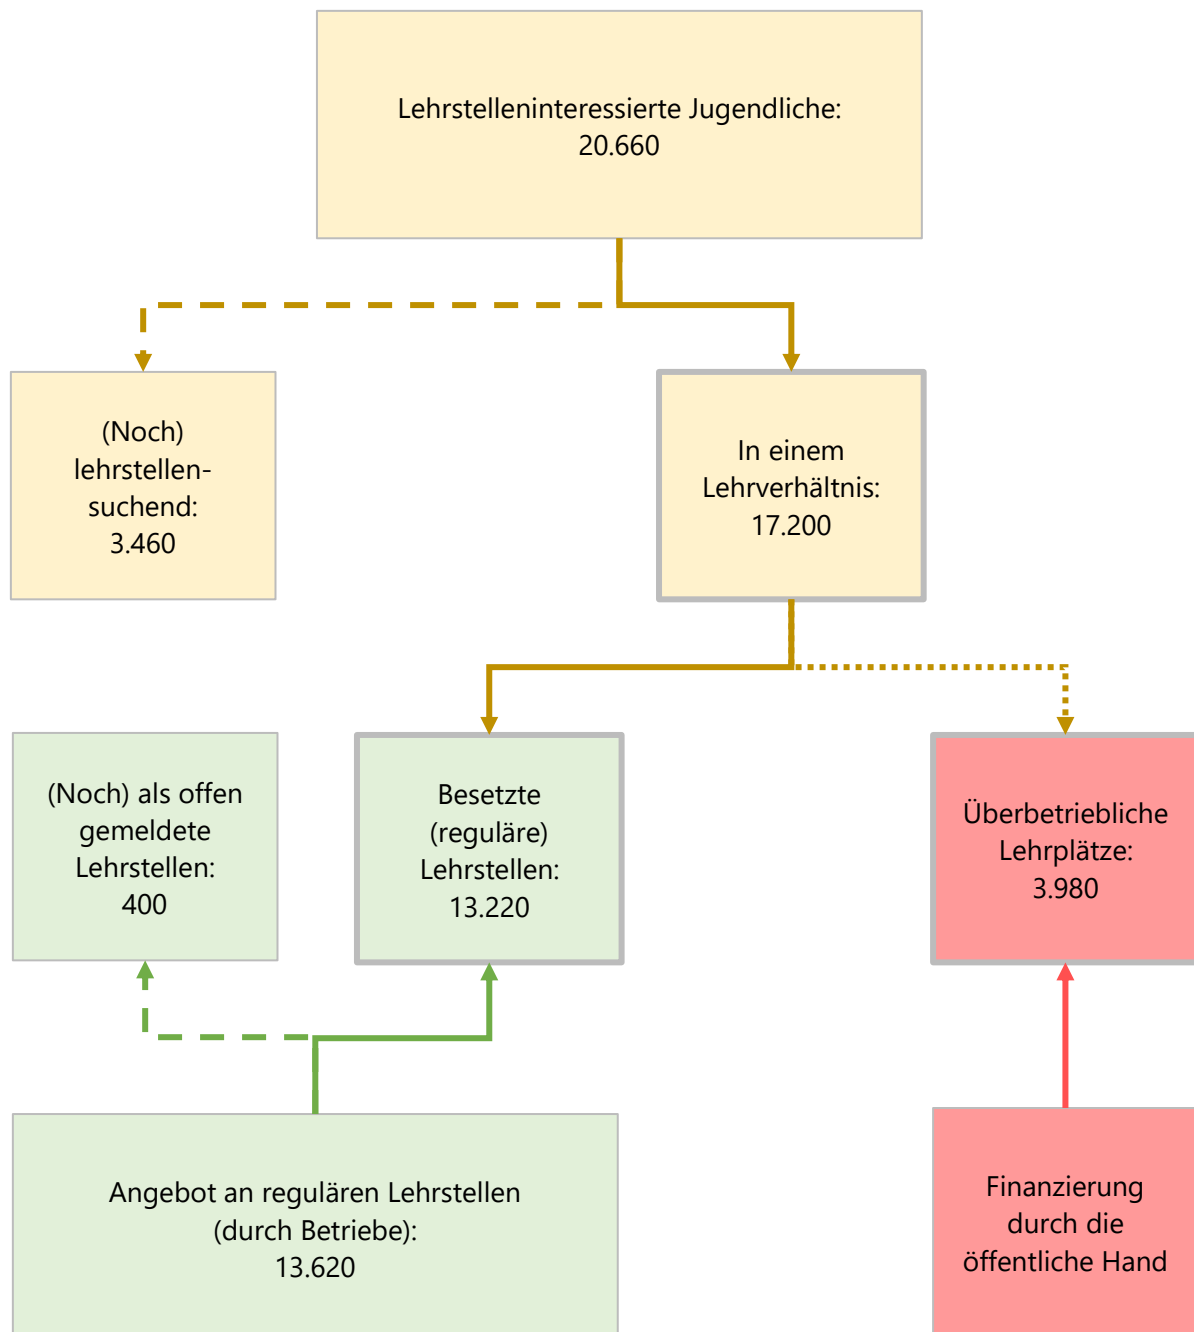 Lehrstelleninteressierte Jugendliche:
20.660
(Noch)
lehrstellen-
suchend:
3.460
In einem
Lehrverhältnis:
17.200
(Noch) als offen
gemeldete
Lehrstellen:
400
Besetzte
(reguläre)
Lehrstellen:
13.220
Überbetriebliche
Lehrplätze:
3.980
Angebot an regulären Lehrstellen
(durch Betriebe):
13.620
Finanzierung
durch die
öffentliche Hand